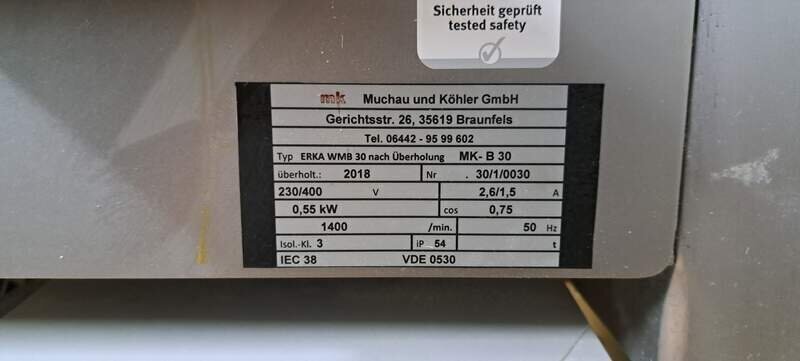 Sicherheit geprüft
tested safety
mk Muchau und Köhler GmbH
Gerichtsstr. 26, 35619 Braunfels
Tel. 06442 - 95 99 602
Typ ERKA WMB 30 nach Überholung MK- B 30
überholt.: 2018 Nr . 30/1/0030
230/400 V 2,6/1,5 A
0,55 kW cos 0,75
1400 /min. 50 Hz
Isol.-Kl. 3 iP 54 t
IEC 38 VDE 0530